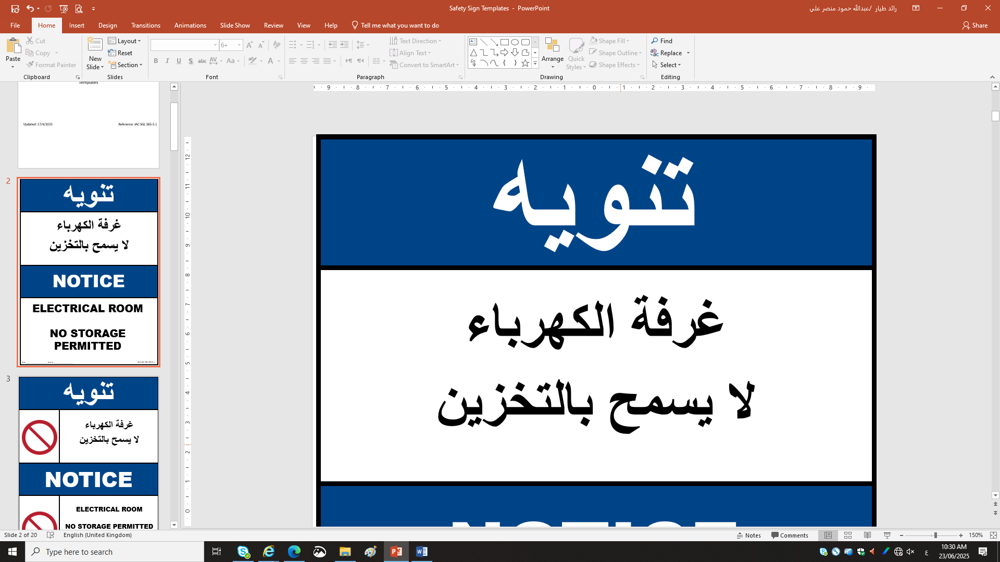 Safety Sign Templates - PowerPoint
رائد طيار /عبدالله حمود منصر علي
File Home Insert Design Transitions Animations Slide Show Review View Help Tell me what you want to do Share
Paste
Cut
Copy
Format Painter
Clipboard
New Slide
Layout
Reset
Section
Slides
6+
B I U S abc AV Aa A
Font
Text Direction
Align Text
Convert to SmartArt
Paragraph
Arrange
Quick Styles
Shape Fill
Shape Outline
Shape Effects
Drawing
Find
Replace
Select
Editing
Templates
Updated: 17/4/2025
Reference: JAC SGL 385-5.1
2
تنويه
غرفة الكهرباء
لا يسمح بالتخزين
NOTICE
ELECTRICAL ROOM
NO STORAGE
PERMITTED
3
تنويه
غرفة الكهرباء
لا يسمح بالتخزين
NOTICE
ELECTRICAL ROOM
NO STORAGE PERMITTED
9 8 7 6 5 4 3 2 1 0 1 2 3 4 5 6 7 8 9
12 11 10 9 8 7 6 5 4 3 2 1 0
تنويه
غرفة الكهرباء
لا يسمح بالتخزين
NOTICE
Slide 2 of 20 English (United Kingdom) Notes Comments 150%
Type here to search
ع
10:30 AM
23/06/2025